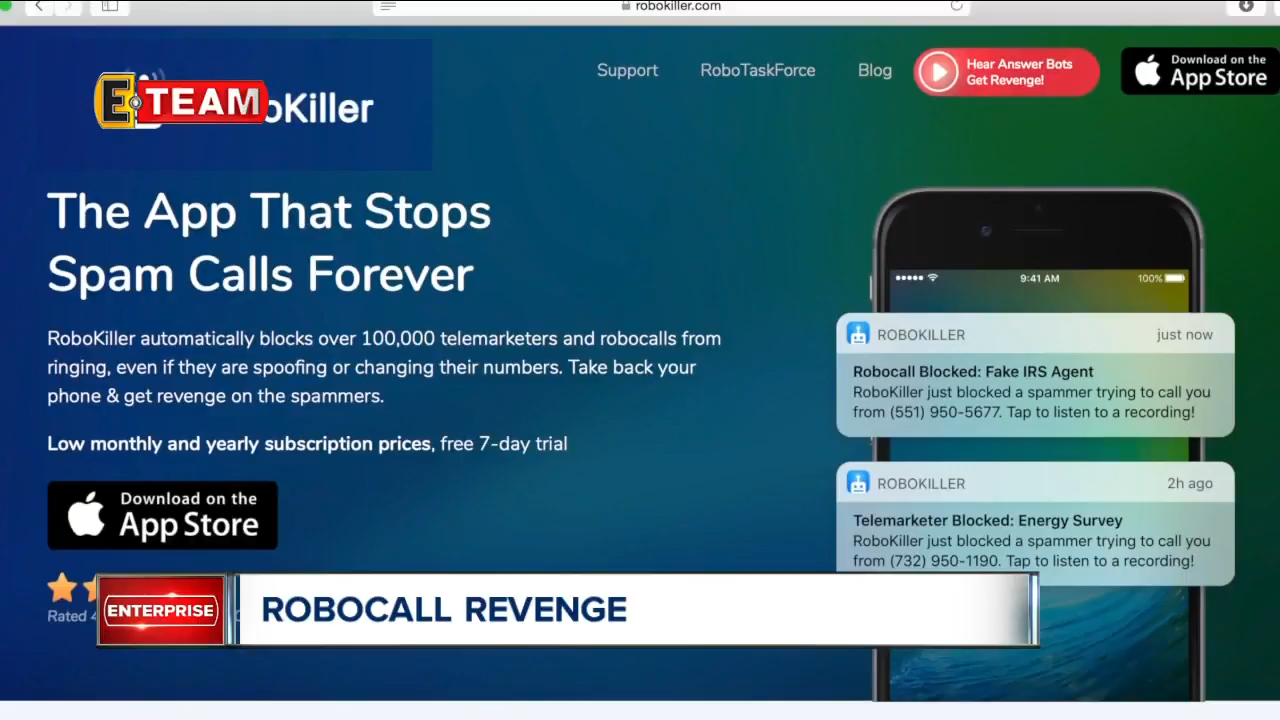 robokiller.com
Support
RoboTaskForce
Blog
Hear Answer Bots
Get Revenge!
Download on the
App Store
E TEAM
oKiller
The App That Stops
Spam Calls Forever
RoboKiller automatically blocks over 100,000 telemarketers and robocalls from
ringing, even if they are spoofing or changing their numbers. Take back your
phone & get revenge on the spammers.
Low monthly and yearly subscription prices, free 7-day trial
Download on the
App Store
Rated 4
9:41 AM
100%
ROBOKILLER
just now
Robocall Blocked: Fake IRS Agent
RoboKiller just blocked a spammer trying to call you
from (551) 950-5677. Tap to listen to a recording!
ROBOKILLER
2h ago
Telemarketer Blocked: Energy Survey
RoboKiller just blocked a spammer trying to call you
from (732) 950-1190. Tap to listen to a recording!
ENTERPRISE
ROBOCALL REVENGE